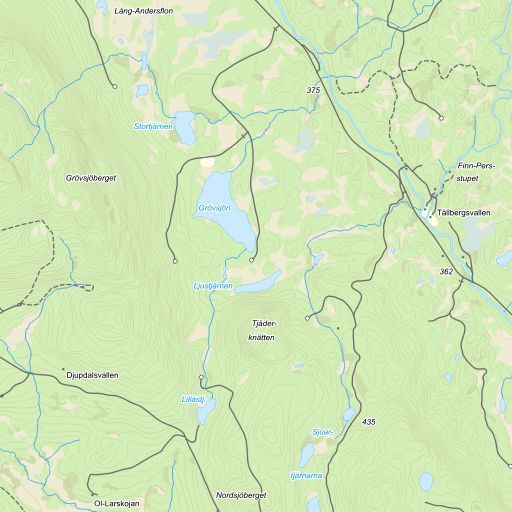 Lång-Andersflon
375
Stortjärnen
Finn-Pers-
stupet
Grövsjöberget
Grövsjön
Tällbergsvallen
362
Ljustjärnen
Tjäder-
knätten
Djupdalsvallen
Lillåstj.
435
Sjuar-
tjärnarna
Nordsjöberget
Ol-Larskojan